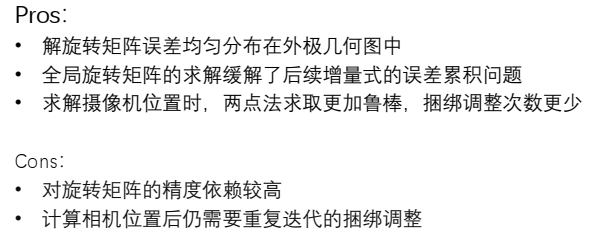 Pros:
• 解旋转矩阵误差均匀分布在外极几何图中
• 全局旋转矩阵的求解缓解了后续增量式的误差累积问题
• 求解摄像机位置时，两点法求取更加鲁棒，捆绑调整次数更少
Cons:
• 对旋转矩阵的精度依赖较高
• 计算相机位置后仍需要重复迭代的捆绑调整